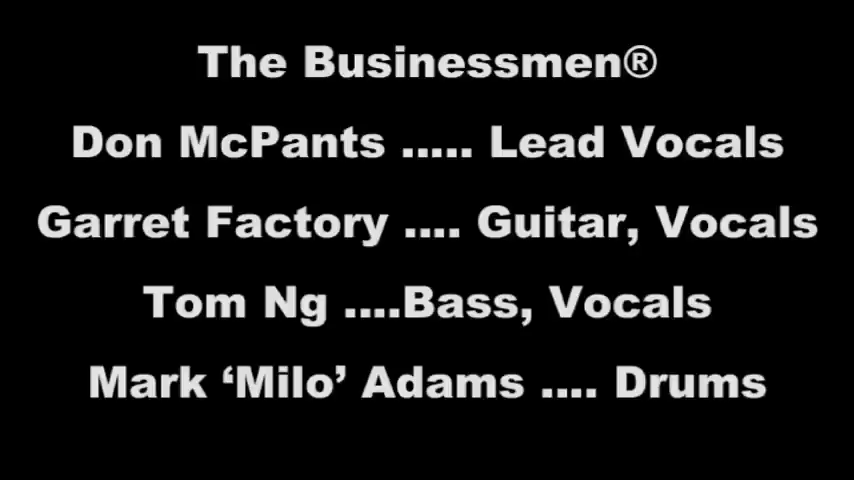 The Businessmen®
Don McPants ..... Lead Vocals
Garret Factory .... Guitar, Vocals
Tom Ng ....Bass, Vocals
Mark ‘Milo’ Adams .... Drums